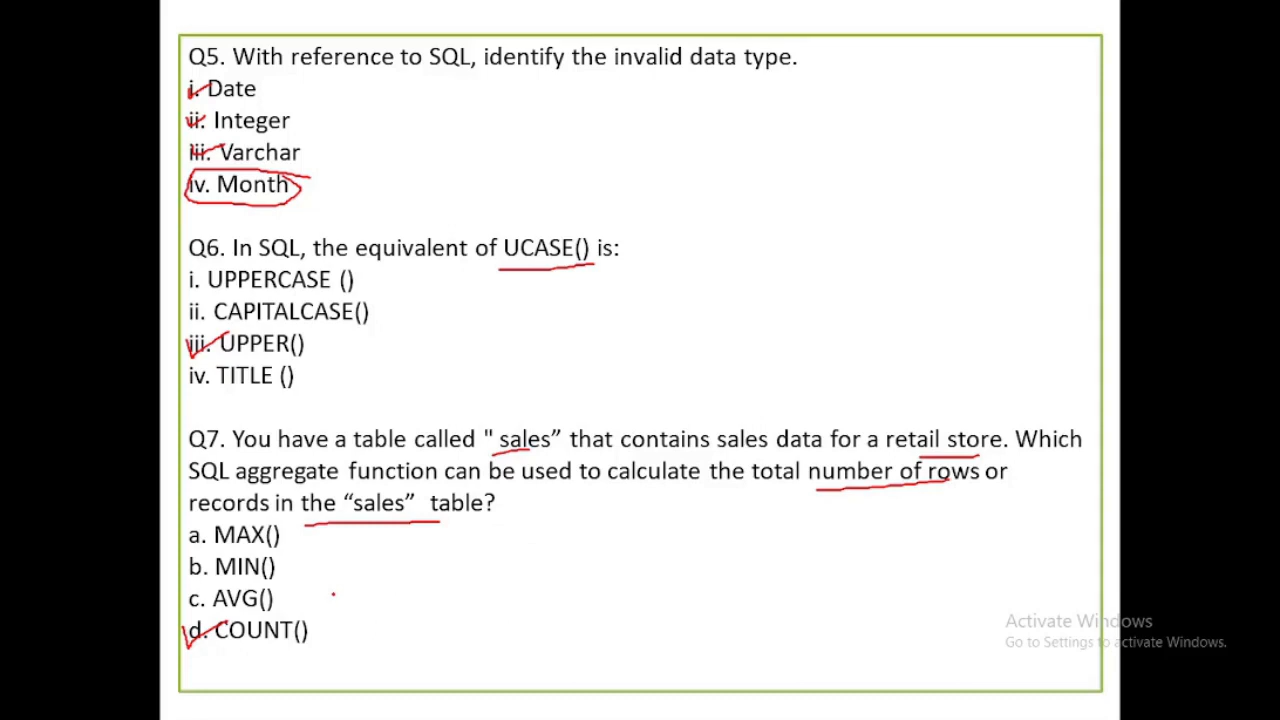 Q5. With reference to SQL, identify the invalid data type.
i. Date
ii. Integer
iii. Varchar
iv. Month
Q6. In SQL, the equivalent of UCASE() is:
i. UPPERCASE ()
ii. CAPITALCASE()
iii. UPPER()
iv. TITLE ()
Q7. You have a table called " sales” that contains sales data for a retail store. Which
SQL aggregate function can be used to calculate the total number of rows or
records in the “sales” table?
a. MAX()
b. MIN()
c. AVG()
d. COUNT()
Activate Windows
Go to Settings to activate Windows.